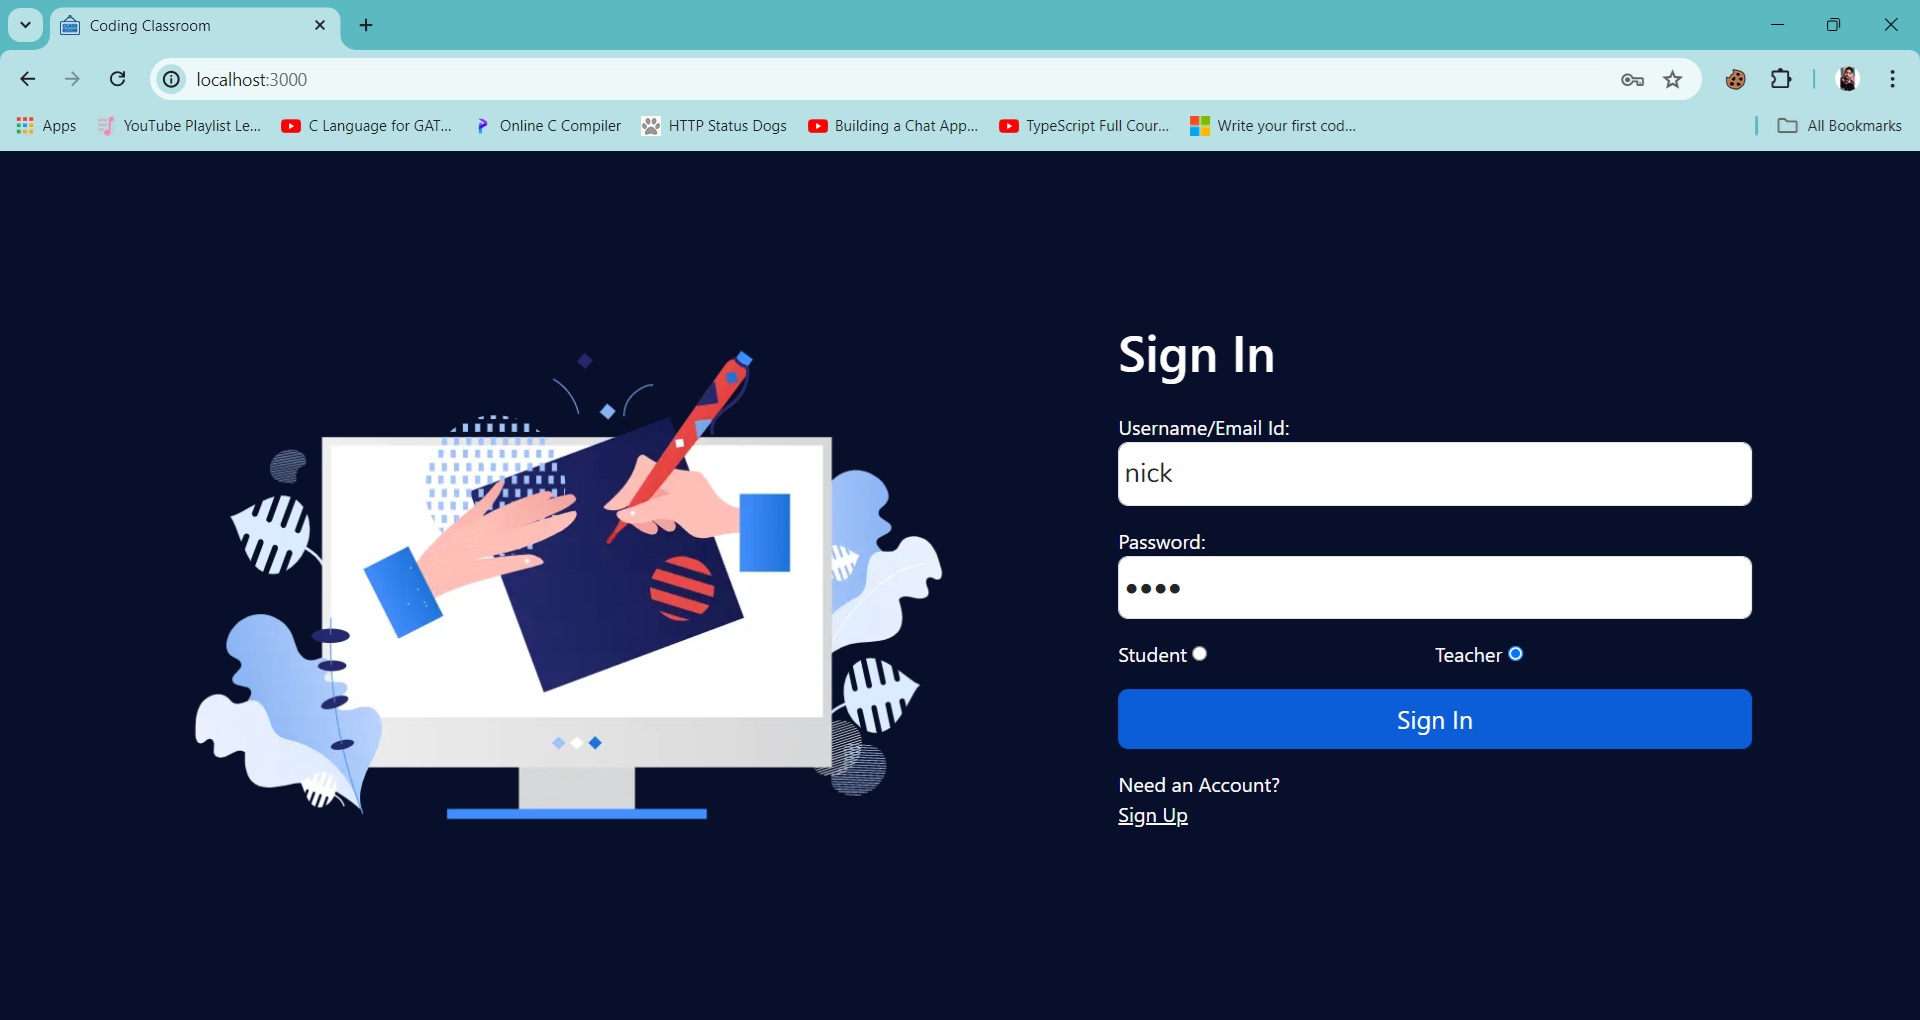 Coding Classroom
localhost:3000
Apps YouTube Playlist Le... C Language for GAT... Online C Compiler HTTP Status Dogs Building a Chat App... TypeScript Full Cour... Write your first cod... All Bookmarks
Sign In
Username/Email Id:
nick
Password:
••••
Student Teacher
Sign In
Need an Account?
Sign Up